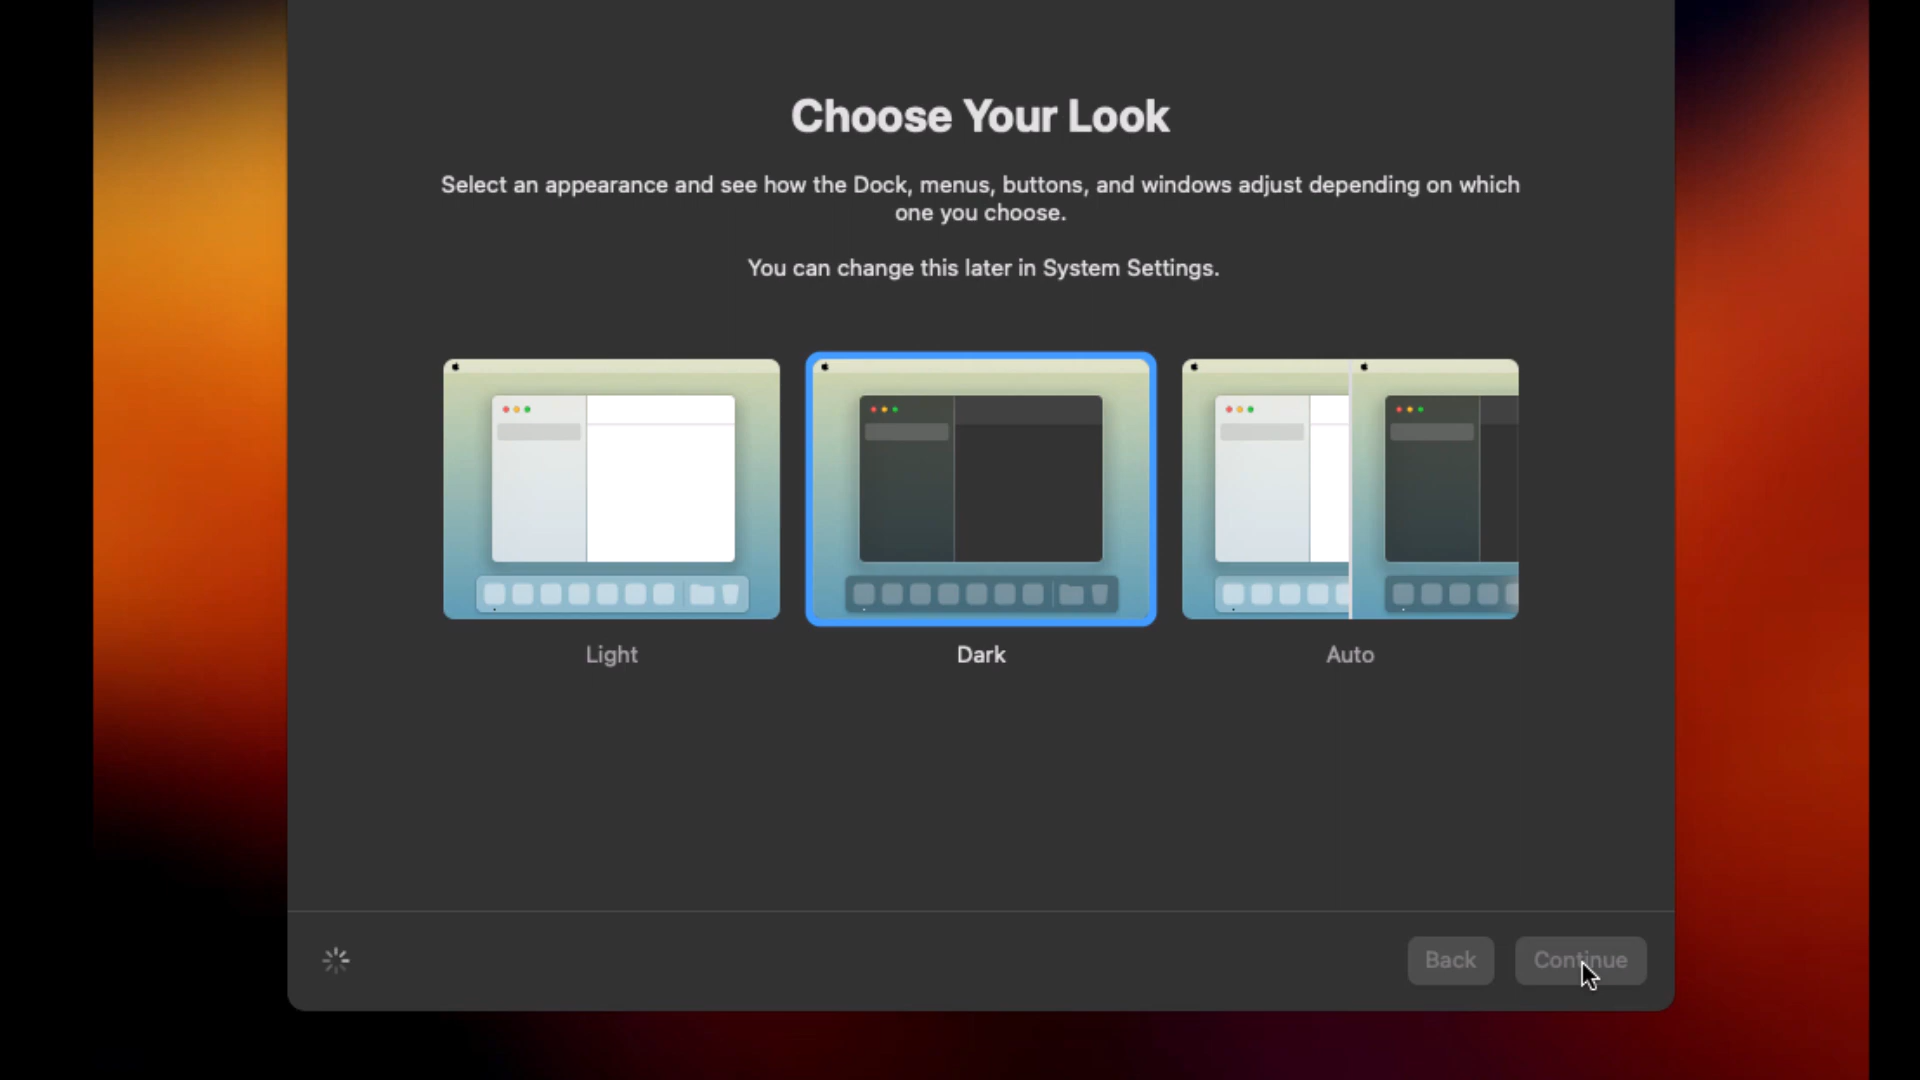 Choose Your Look
Select an appearance and see how the Dock, menus, buttons, and windows adjust depending on which
one you choose.
You can change this later in System Settings.
Light
Dark
Auto
Back
Continue